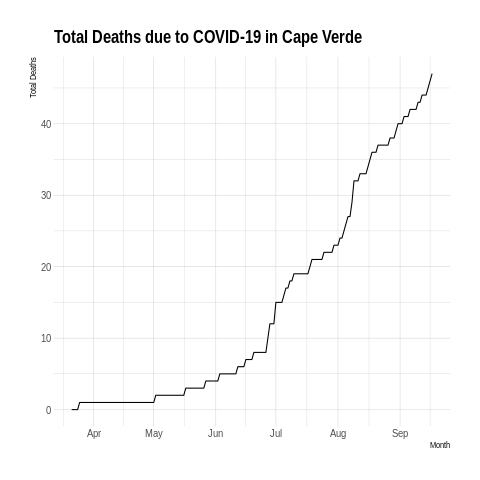 Total Deaths due to COVID-19 in Cape Verde
Total Deaths
40
30
20
10
0
Apr May Jun Jul Aug Sep
Month